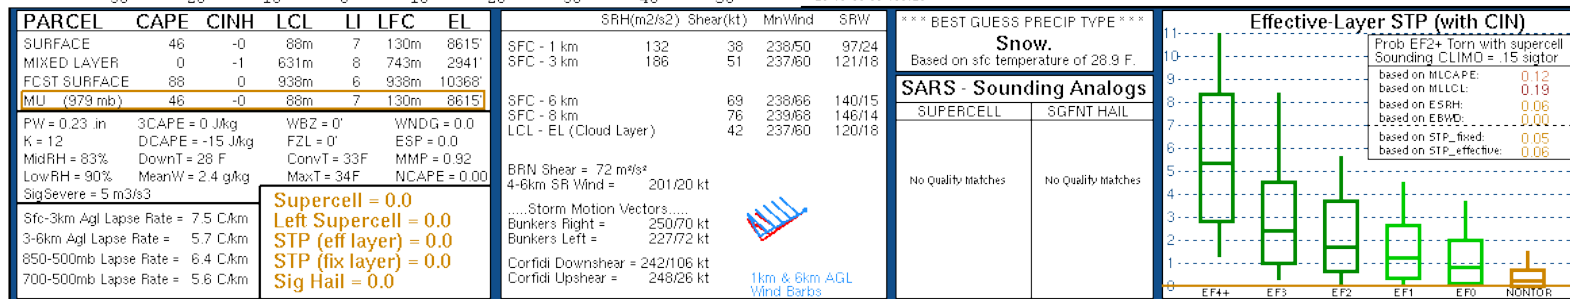 PARCEL CAPE CINH LCL LI LFC EL
SURFACE 46 -0 88m 7 130m 8615'
MIXED LAYER 0 -1 631m 8 743m 2941'
FCST SURFACE 88 0 938m 6 938m 10368'
MU (979 mb) 46 -0 88m 7 130m 8615'
PW = 0.23 in 3CAPE = 0 J/kg WBZ = 0' WNDG = 0.0
K = 12 DCAPE = -15 J/kg FZL = 0' ESP = 0.0
MidRH = 83% DownT = 28 F ConvT = 33F MMP = 0.92
LowRH = 90% MeanW = 2.4 g/kg MaxT = 34F NCAPE = 0.00
SigSevere = 5 m3/s3
Sfc-3km Agl Lapse Rate = 7.5 C/km
3-6km Agl Lapse Rate = 5.7 C/km
850-500mb Lapse Rate = 6.4 C/km
700-500mb Lapse Rate = 5.6 C/km
Supercell = 0.0
Left Supercell = 0.0
STP (eff layer) = 0.0
STP (fix layer) = 0.0
Sig Hail = 0.0
SRH(m2/s2) Shear(kt) MnWind SRW
SFC - 1 km 132 38 238/50 97/24
SFC - 3 km 186 51 237/60 121/18
SFC - 6 km 69 238/66 140/15
SFC - 8 km 76 239/68 146/14
LCL - EL (Cloud Layer) 42 237/60 120/18
BRN Shear = 72 m²/s²
4-6km SR Wind = 201/20 kt
.....Storm Motion Vectors.....
Bunkers Right = 250/70 kt
Bunkers Left = 227/72 kt
Corfidi Downshear = 242/106 kt
Corfidi Upshear = 248/26 kt
1km & 6km AGL
Wind Barbs
* * * BEST GUESS PRECIP TYPE * * *
Snow.
Based on sfc temperature of 28.9 F.
SARS - Sounding Analogs
SUPERCELL SGFNT HAIL
No Quality Matches No Quality Matches
Effective-Layer STP (with CIN)
11
10
9
8
7
6
5
4
3
2
1
0
Prob EF2+ Torn with supercell
Sounding CLIMO = .15 sigtor
based on MLCAPE: 0.12
based on MLLCL: 0.19
based on ESRH: 0.06
based on EBWD: 0.00
based on STP_fixed: 0.05
based on STP_effective: 0.06
EF4+ EF3 EF2 EF1 EF0 NONTOR